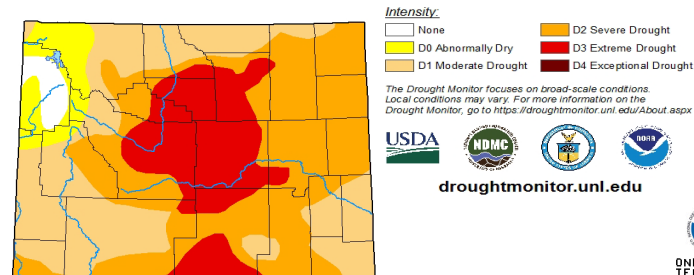 Intensity:
None
D0 Abnormally Dry
D1 Moderate Drought
D2 Severe Drought
D3 Extreme Drought
D4 Exceptional Drought
The Drought Monitor focuses on broad-scale conditions.
Local conditions may vary. For more information on the
Drought Monitor, go to https://droughtmonitor.unl.edu/About.aspx
USDA
NDMC
NOAA
droughtmonitor.unl.edu